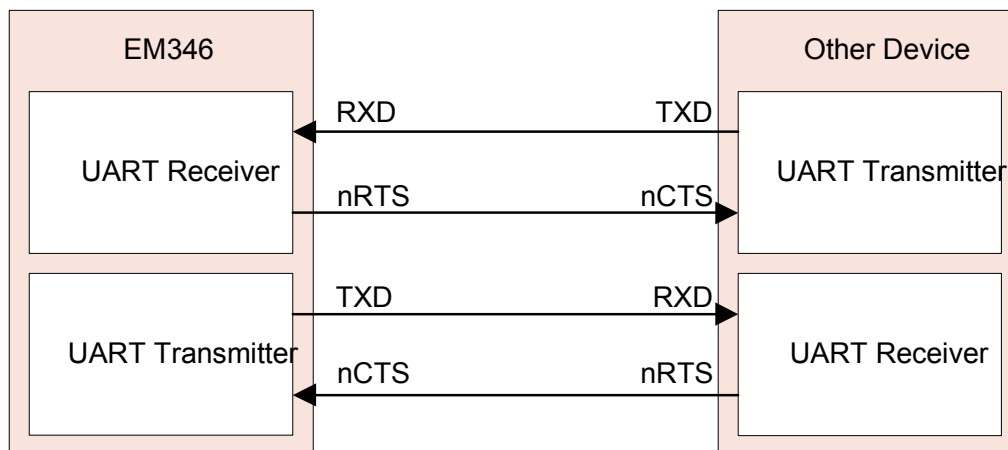 EM346
Other Device
RXD
TXD
UART Receiver
UART Transmitter
nRTS
nCTS
TXD
RXD
UART Transmitter
UART Receiver
nCTS
nRTS